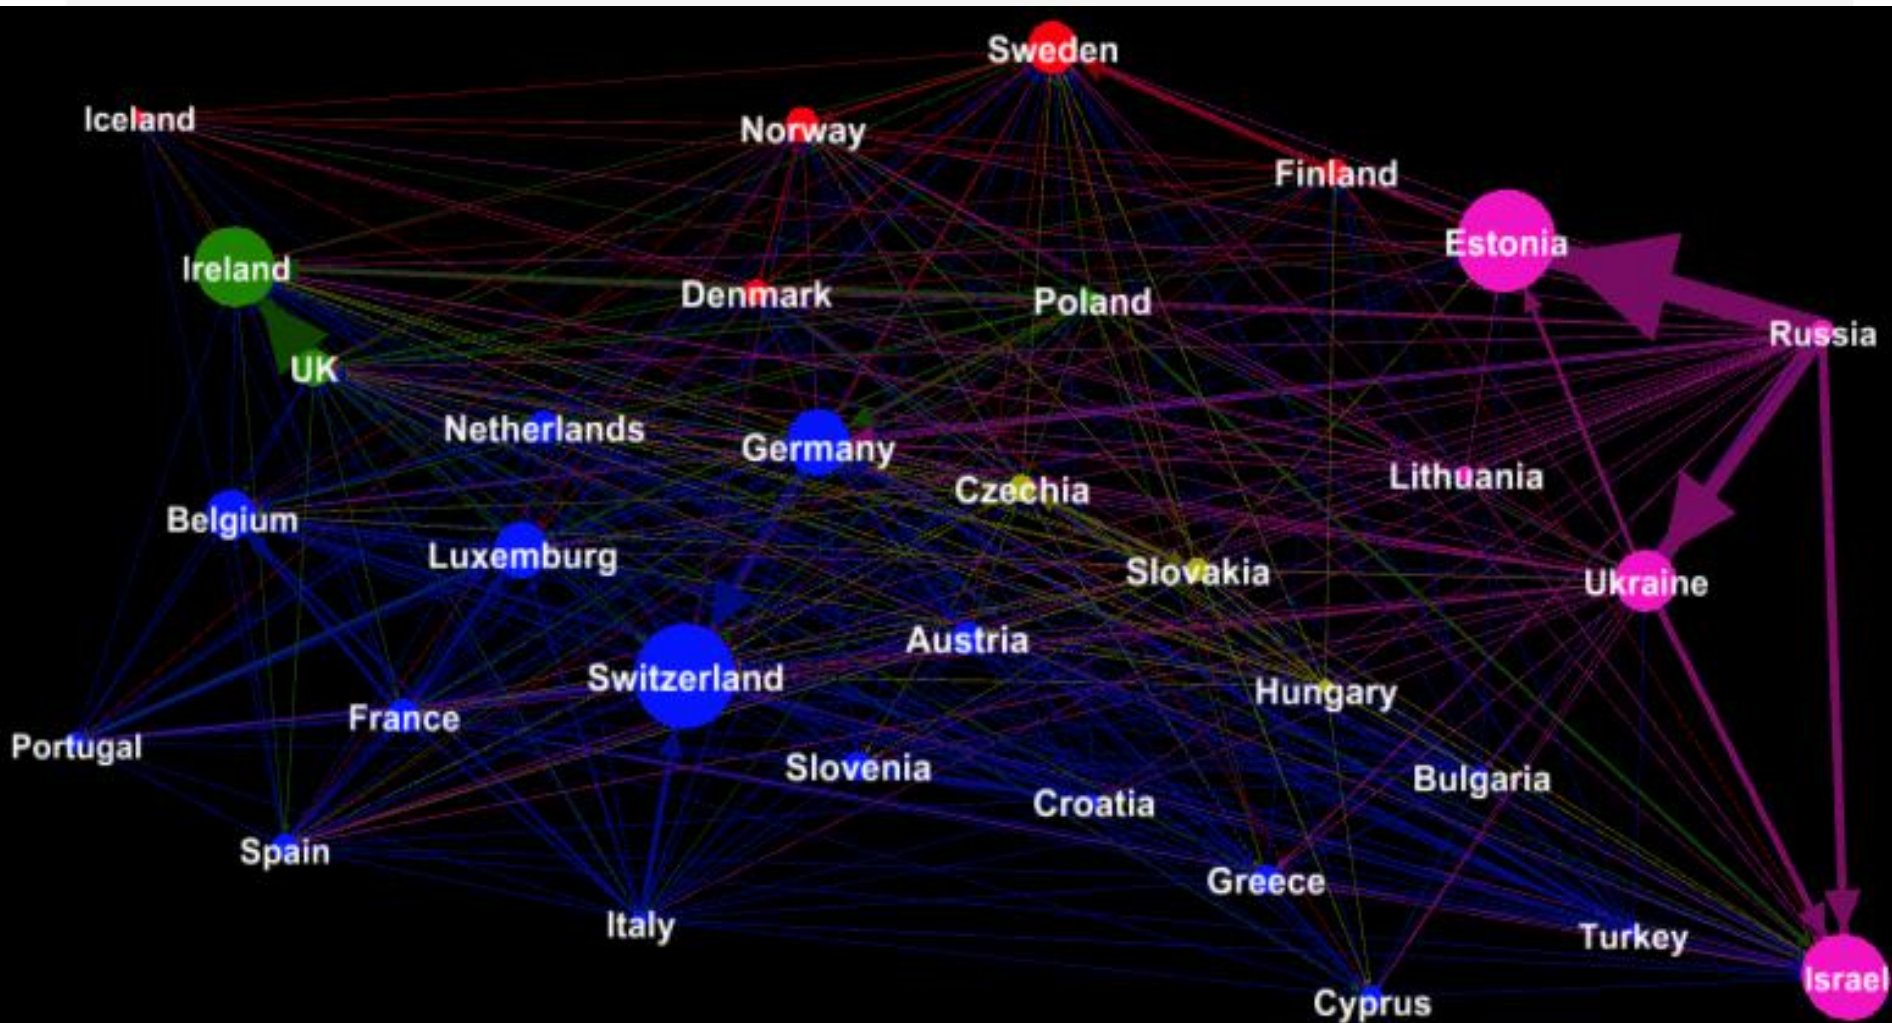 Sweden
Iceland
Norway
Finland
Estonia
Ireland
Denmark
Poland
Russia
UK
Netherlands
Germany
Lithuania
Czechia
Belgium
Luxemburg
Slovakia
Ukraine
Austria
Switzerland
Hungary
France
Portugal
Slovenia
Bulgaria
Croatia
Spain
Greece
Italy
Turkey
Israel
Cyprus